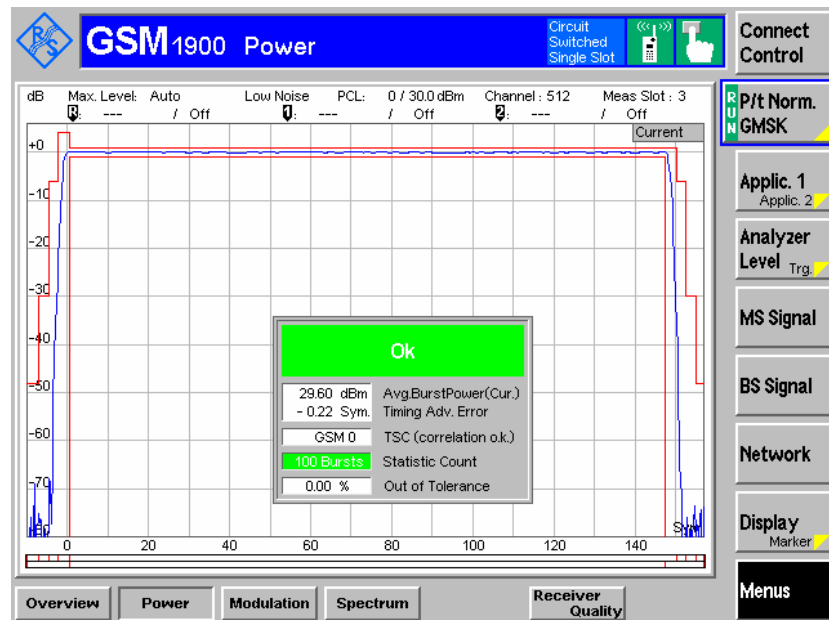 R S
GSM 1900 Power
Circuit Switched Single Slot
Connect Control
dB Max. Level: Auto Low Noise PCL: 0 / 30.0 dBm Channel : 512 Meas Slot : 3
R : --- / Off 1 : --- / Off 2 : --- / Off
Current
RUN
P/t Norm. GMSK
Applic. 1
Applic. 2
Analyzer Level Trg.
MS Signal
BS Signal
Network
Display
Marker
Menus
+0
-10
-20
-30
-40
-50
-60
-70
Ok
29.60 dBm Avg.BurstPower(Cur.)
- 0.22 Sym. Timing Adv. Error
GSM 0 TSC (correlation o.k.)
100 Bursts Statistic Count
0.00 % Out of Tolerance
0 20 40 60 80 100 120 140
Overview Power Modulation Spectrum Receiver Quality